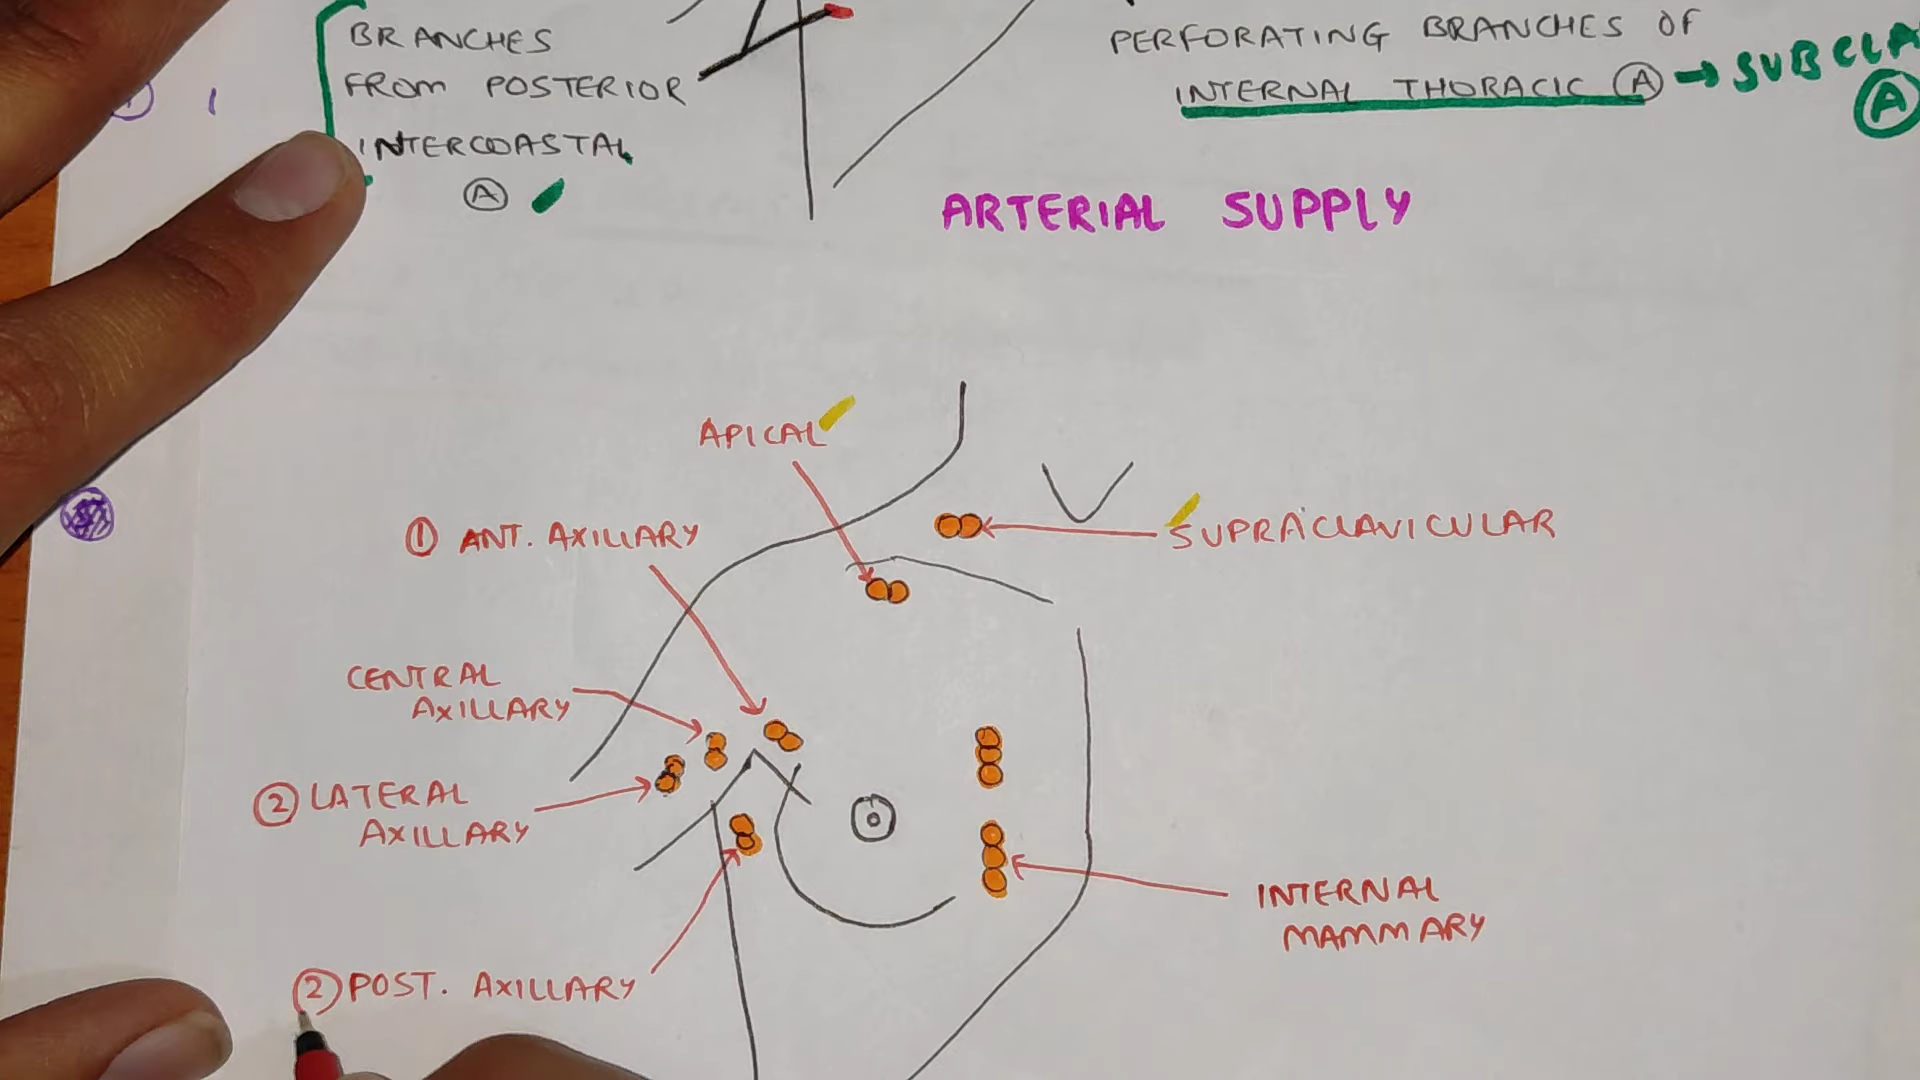 BRANCHES
FROM POSTERIOR
INTERCOASTAL
A
PERFORATING BRANCHES OF
INTERNAL THORACIC A → SUBCLA
A
ARTERIAL SUPPLY
APICAL
1 ANT. AXILLARY
SUPRACLAVICULAR
CENTRAL
AXILLARY
2 LATERAL
AXILLARY
INTERNAL
MAMMARY
2 POST. AXILLARY